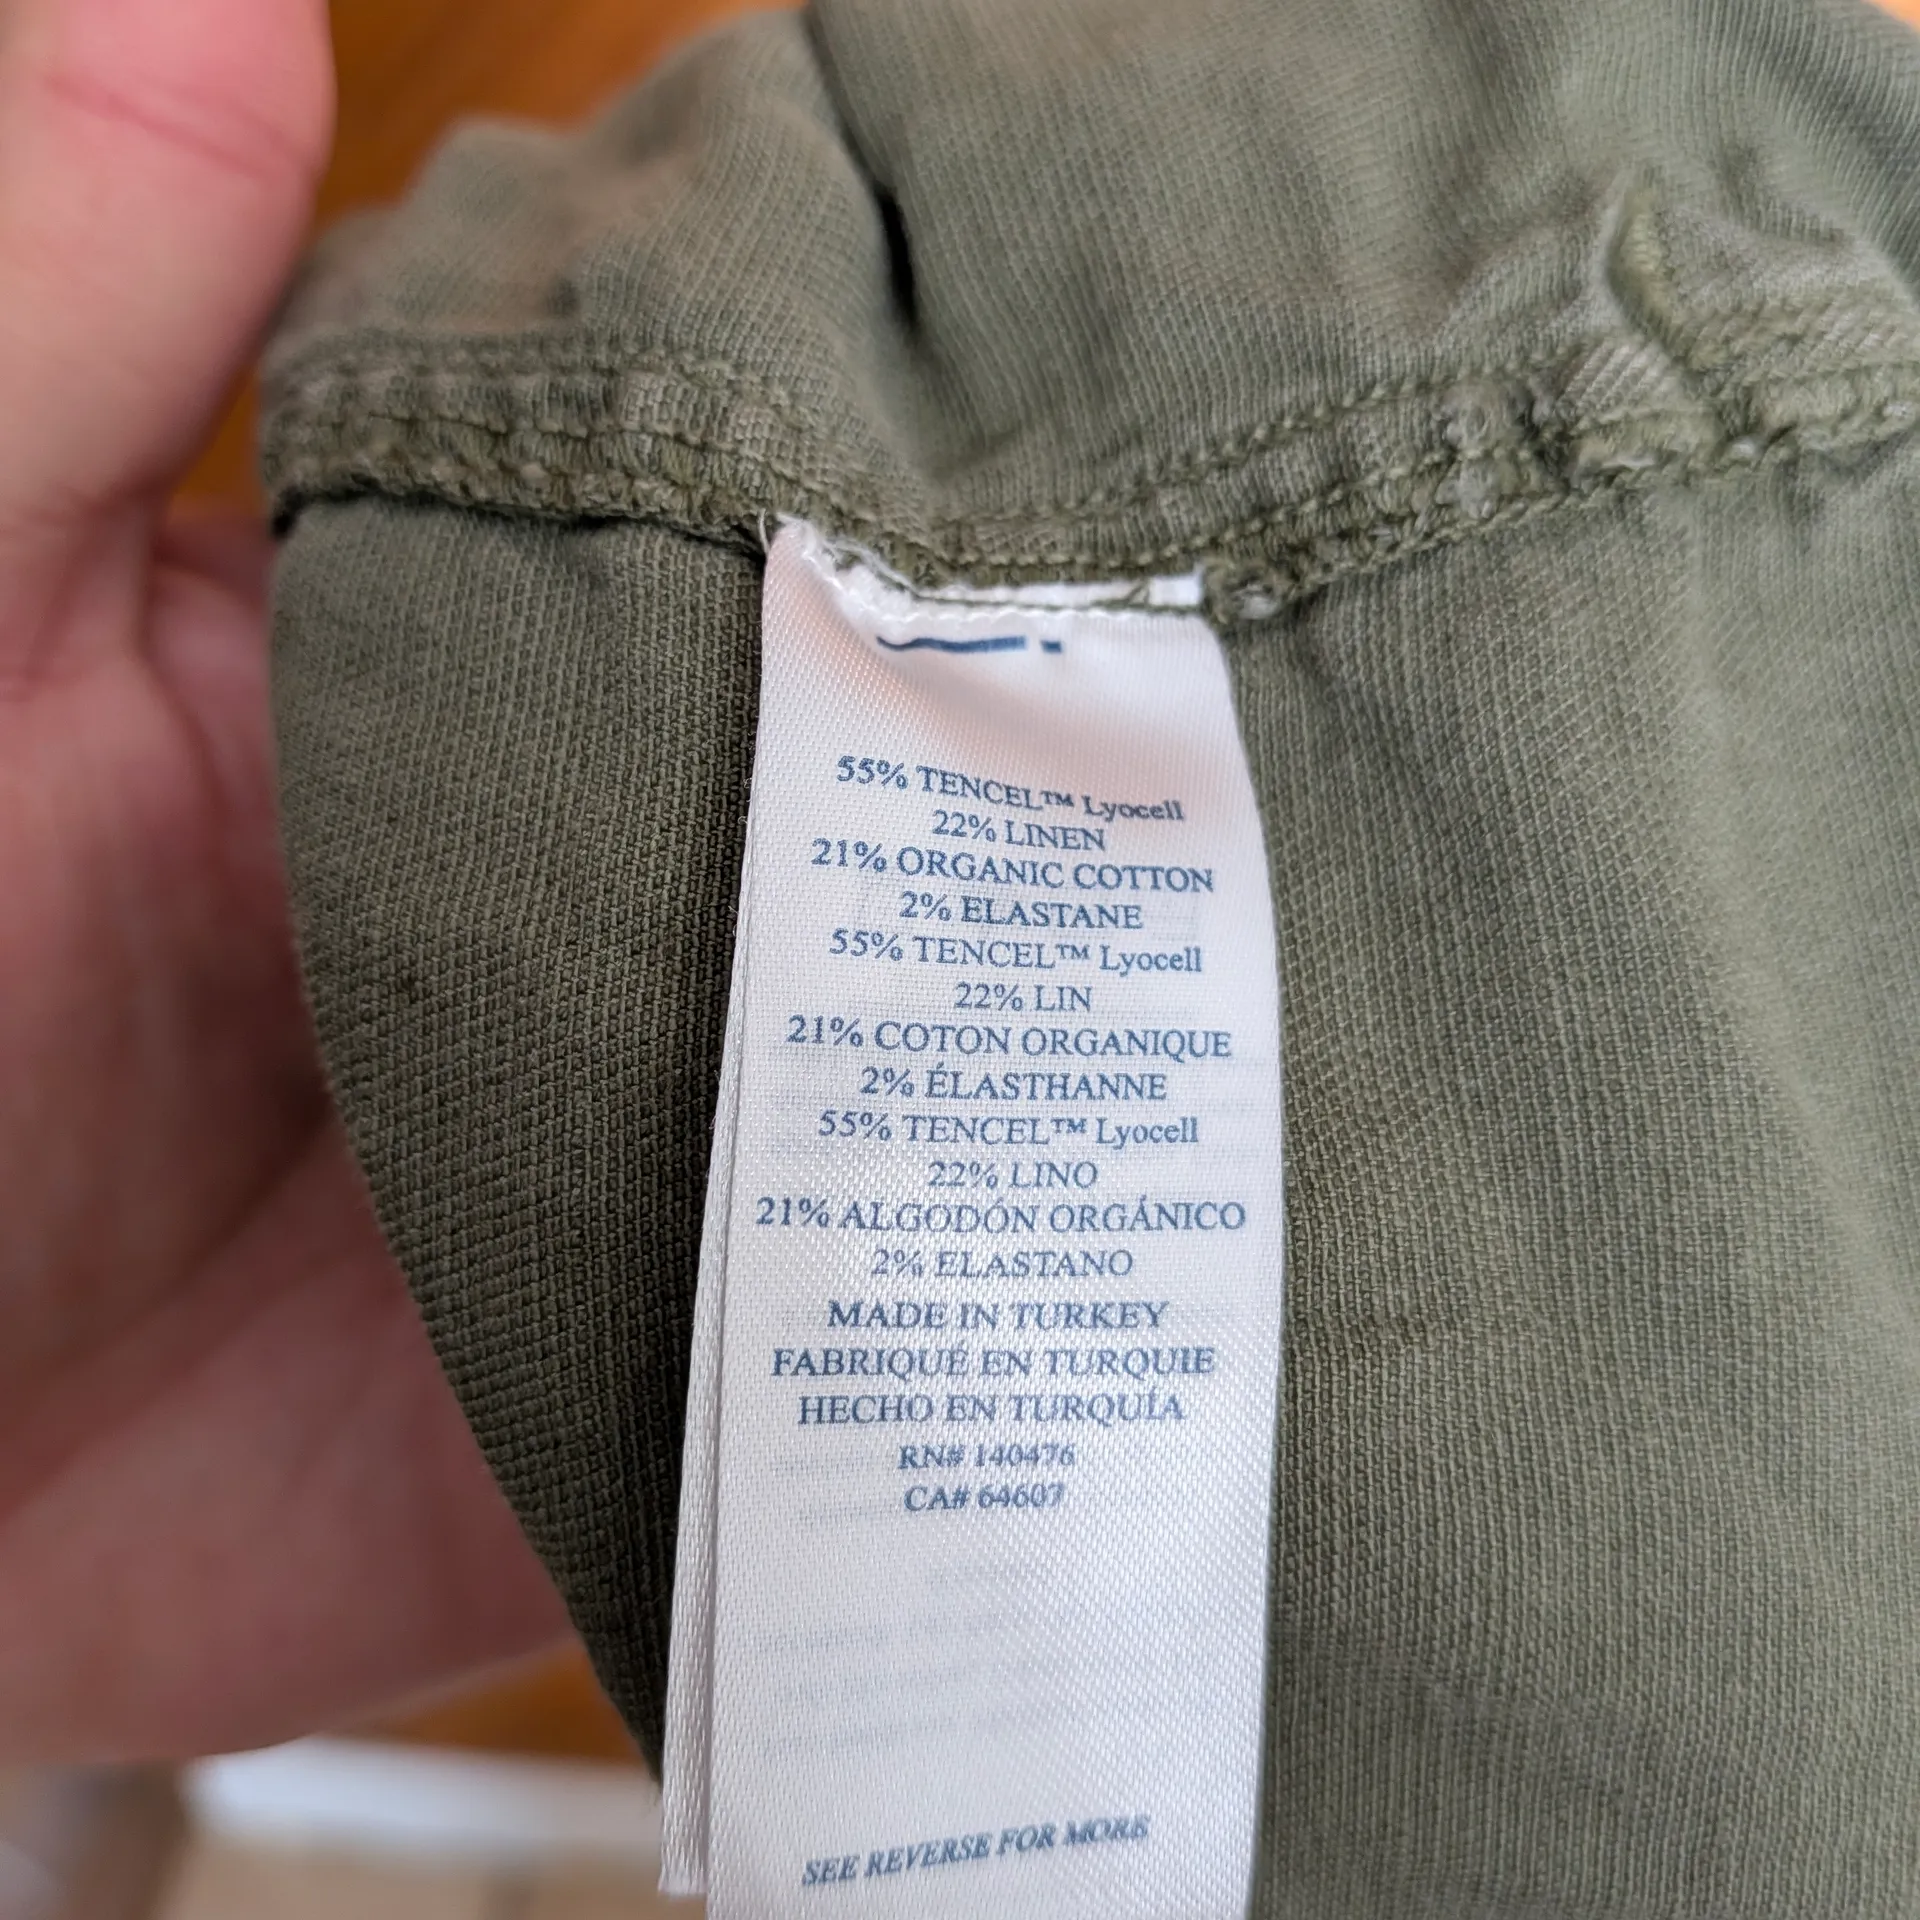 55% TENCEL™ Lyocell
22% LINEN
21% ORGANIC COTTON
2% ELASTANE
55% TENCEL™ Lyocell
22% LIN
21% COTON ORGANIQUE
2% ÉLASTHANNE
55% TENCEL™ Lyocell
22% LINO
21% ALGODÓN ORGÁNICO
2% ELASTANO
MADE IN TURKEY
FABRIQUÉ EN TURQUIE
HECHO EN TURQUÍA
RN# 140476
CA# 64607
SEE REVERSE FOR MORE